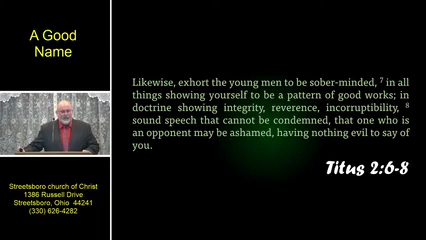 A Good
Name
Likewise, exhort the young men to be sober-minded, 7 in all
things showing yourself to be a pattern of good works; in
doctrine showing integrity, reverence, incorruptibility, 8
sound speech that cannot be condemned, that one who is
an opponent may be ashamed, having nothing evil to say of
you.
Titus 2:6-8
Streetsboro church of Christ
1386 Russell Drive
Streetsboro, Ohio 44241
(330) 626-4282